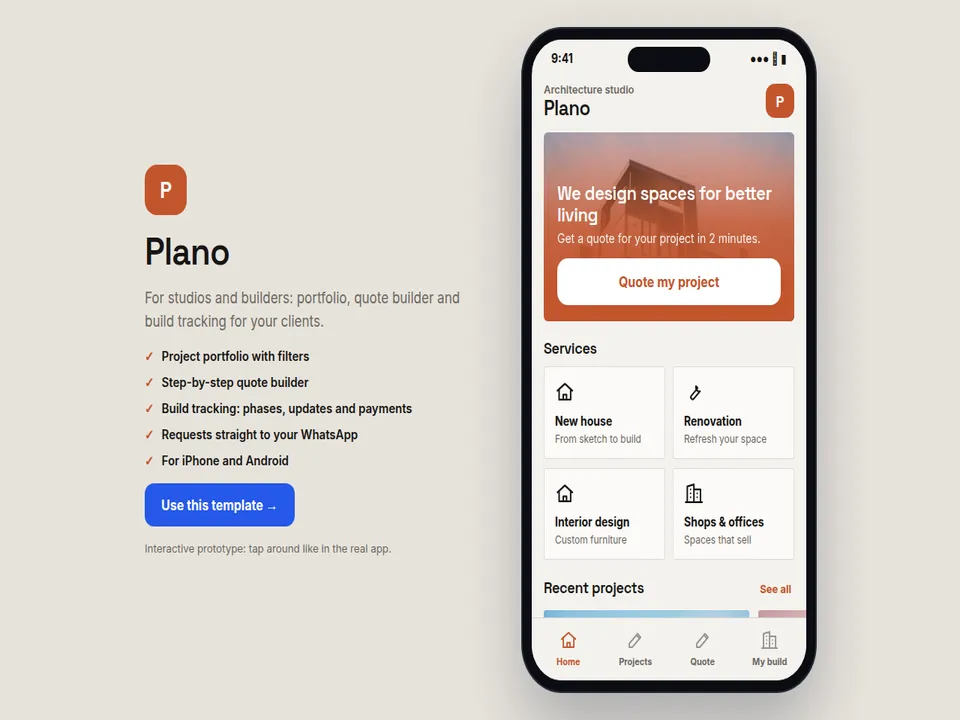 P
Plano
For studios and builders: portfolio, quote builder and
build tracking for your clients.
✓ Project portfolio with filters
✓ Step-by-step quote builder
✓ Build tracking: phases, updates and payments
✓ Requests straight to your WhatsApp
✓ For iPhone and Android
Use this template →
Interactive prototype: tap around like in the real app.
9:41
Architecture studio
Plano
P
We design spaces for better
living
Get a quote for your project in 2 minutes.
Quote my project
Services
New house
From sketch to build
Renovation
Refresh your space
Interior design
Custom furniture
Shops & offices
Spaces that sell
Recent projects
See all
Home
Projects
Quote
My build